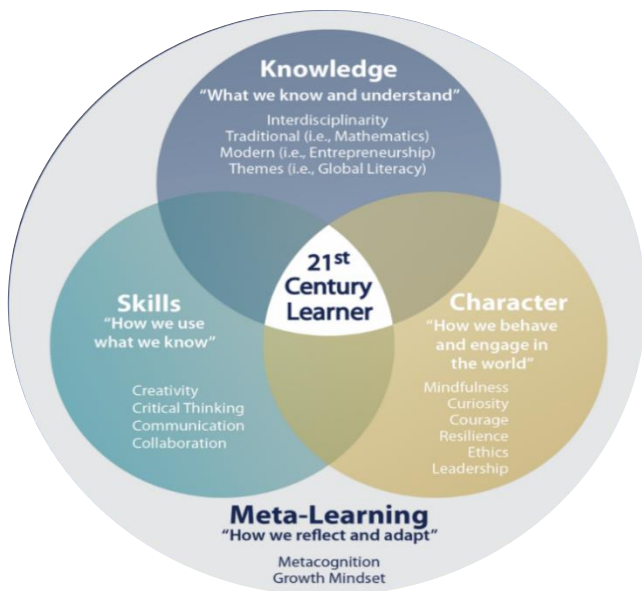 Knowledge
“What we know and understand”
Interdisciplinarity
Traditional (i.e., Mathematics)
Modern (i.e., Entrepreneurship)
Themes (i.e., Global Literacy)
21st
Century
Learner
Skills
“How we use
what we know”
Creativity
Critical Thinking
Communication
Collaboration
Character
“How we behave
and engage in
the world”
Mindfulness
Curiosity
Courage
Resilience
Ethics
Leadership
Meta-Learning
“How we reflect and adapt”
Metacognition
Growth Mindset